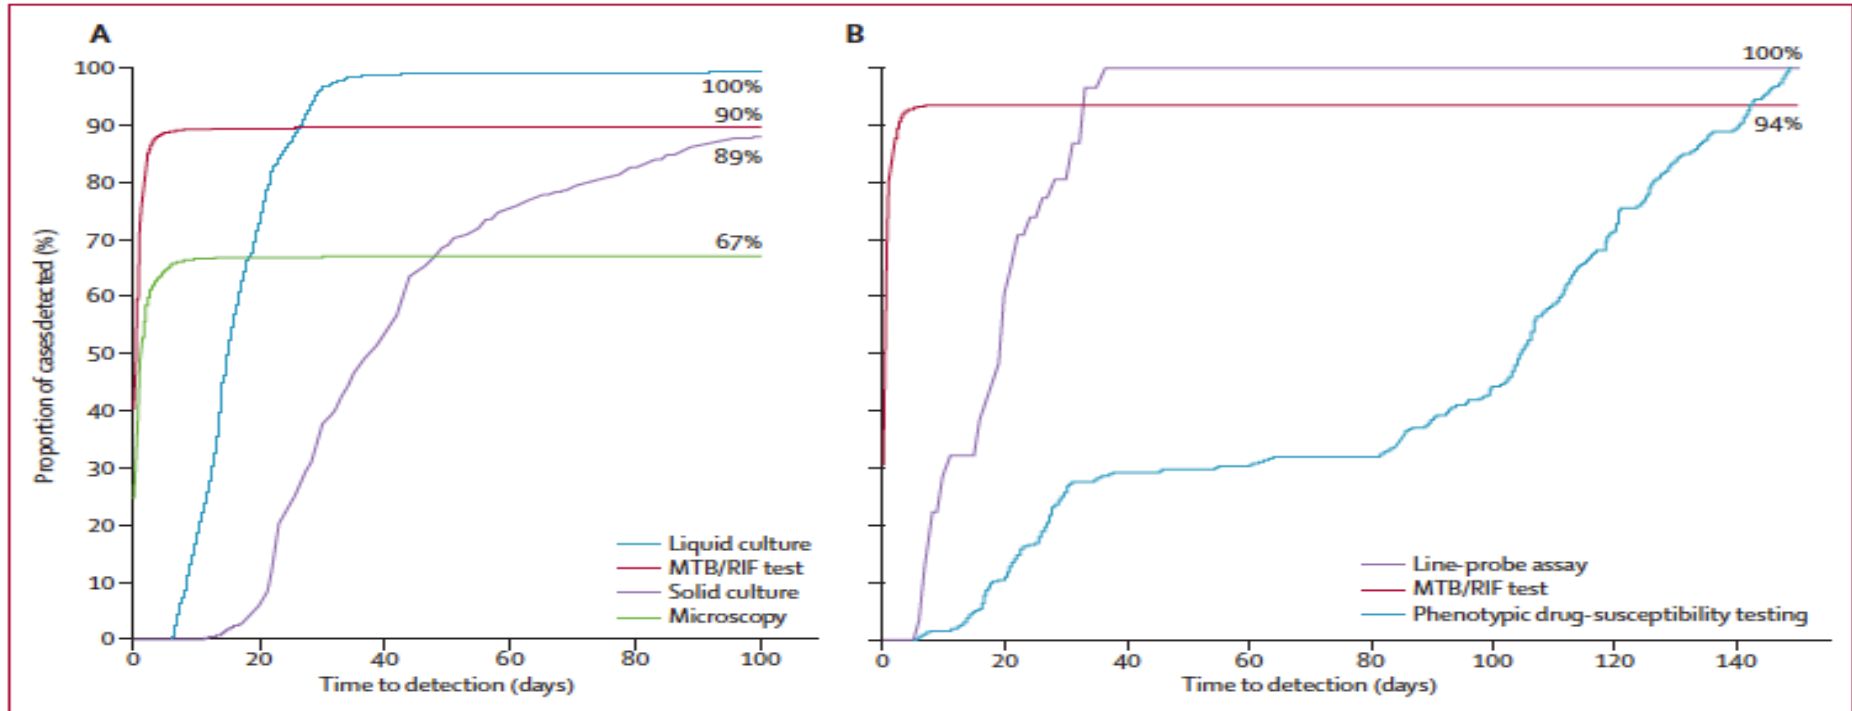 A
B
Proportion of casesdetected (%)
100
90
80
70
60
50
40
30
20
10
0
100%
90%
89%
67%
Liquid culture
MTB/RIF test
Solid culture
Microscopy
0 20 40 60 80 100
Time to detection (days)
100%
94%
Line-probe assay
MTB/RIF test
Phenotypic drug-susceptibility testing
0 20 40 60 80 100 120 140
Time to detection (days)